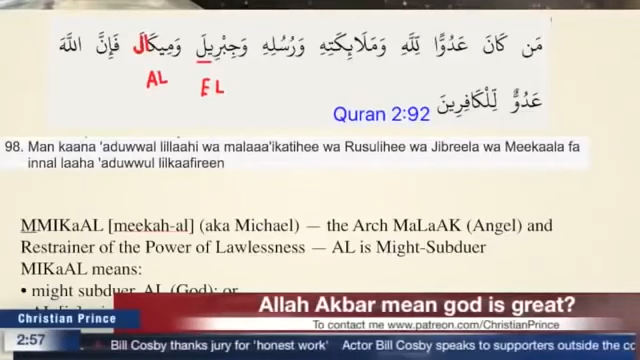 مَن كَانَ عَدُوًّا لِّلَّهِ وَمَلَائِكَتِهِ وَرُسُلِهِ وَجِبْرِيلَ وَمِيكَالَ فَإِنَّ اللَّهَ
AL
EL
عَدُوٌّ لِّلْكَافِرِينَ
Quran 2:92
98. Man kaana 'aduwwal lillaahi wa malaaa'ikatihee wa Rusulihee wa Jibreela wa Meekaala fa
innal laaha 'aduwwul lilkaafireen
MMIKaAL [meekah-al] (aka Michael) — the Arch MaLaAK (Angel) and
Restrainer of the Power of Lawlessness — AL is Might-Subduer
MIKaAL means:
• might subduer, AL (God); or
Allah Akbar mean god is great?
Christian Prince
To contact me www.patreon.com/ChristianPrince
2:57
Bill Cosby thanks jury for 'honest work' Actor Bill Cosby speaks to supporters outside the co